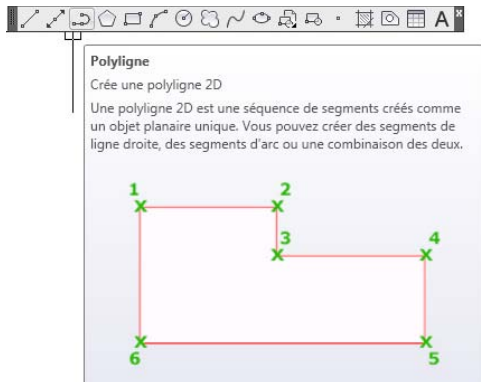 A
Polyligne
Crée une polyligne 2D
Une polyligne 2D est une séquence de segments créés comme
un objet planaire unique. Vous pouvez créer des segments de
ligne droite, des segments d'arc ou une combinaison des deux.
1 2
3 4
6 5